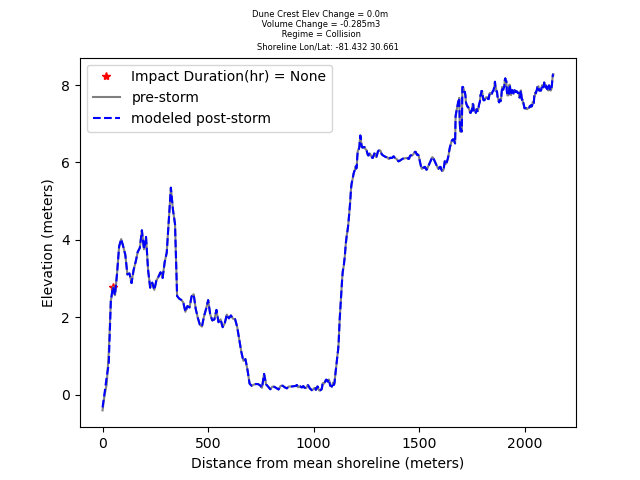 Dune Crest Elev Change = 0.0m
Volume Change = -0.285m3
Regime = Collision
Shoreline Lon/Lat: -81.432 30.661
Impact Duration(hr) = None
pre-storm
modeled post-storm
8
6
4
2
0
Elevation (meters)
0
500
1000
1500
2000
Distance from mean shoreline (meters)